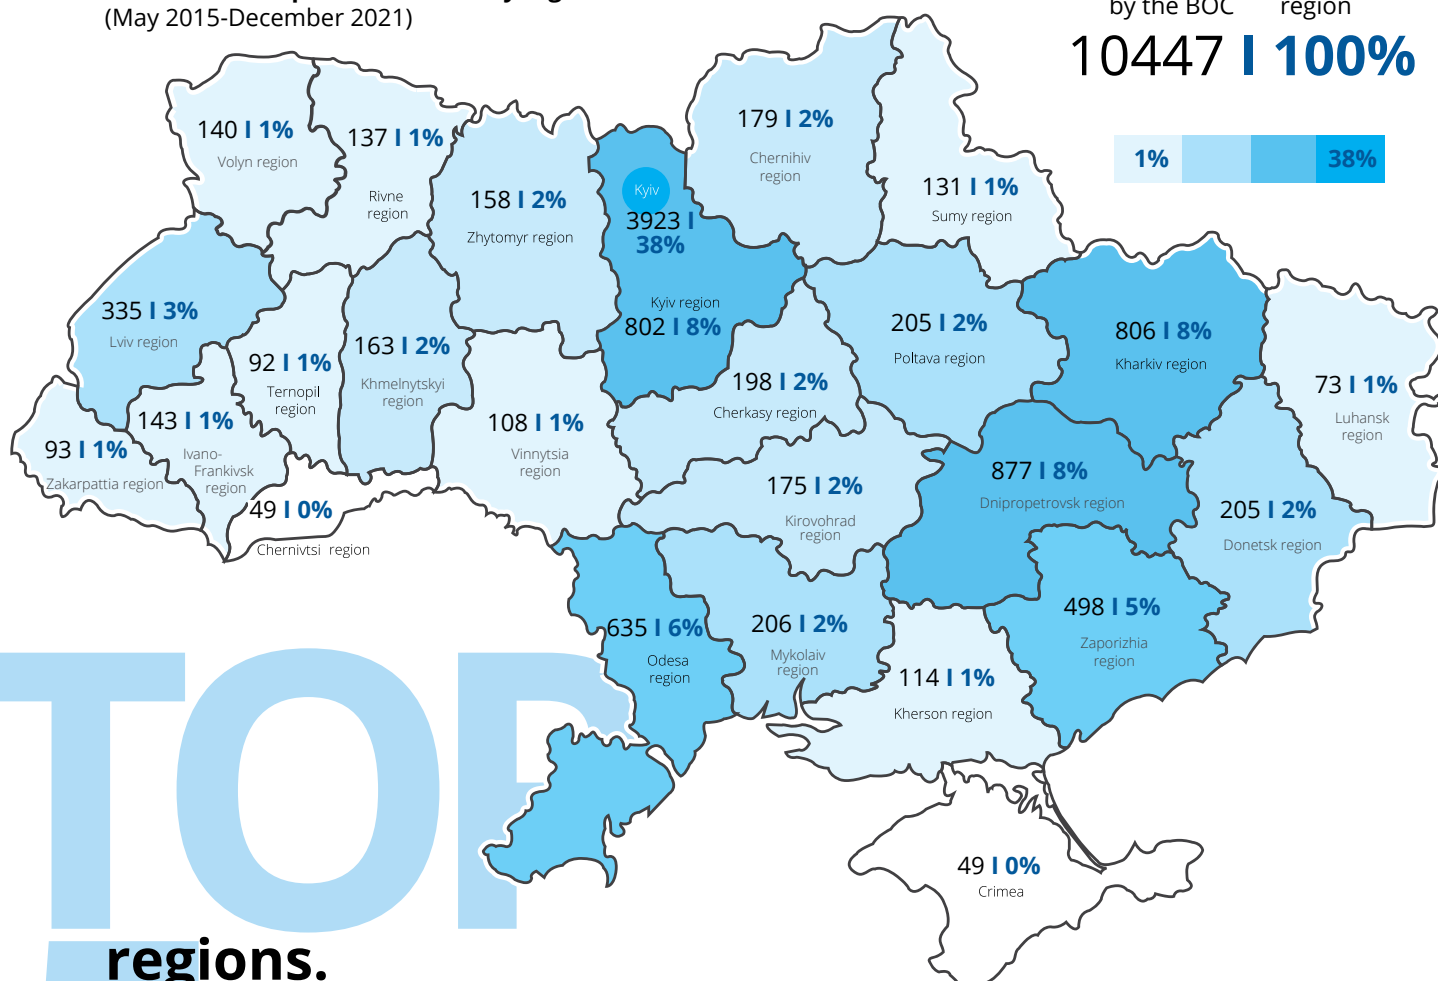 (May 2015-December 2021)
by the BOC region
10447 I 100%
1% 38%
140 I 1%
Volyn region
137 I 1%
Rivne
region
158 I 2%
Zhytomyr region
Kyiv
3923 I
38%
Kyiv region
802 I 8%
179 I 2%
Chernihiv
region
131 I 1%
Sumy region
335 I 3%
Lviv region
92 I 1%
Ternopil
region
163 I 2%
Khmelnytskyi
region
108 I 1%
Vinnytsia
region
198 I 2%
Cherkasy region
205 I 2%
Poltava region
806 I 8%
Kharkiv region
73 I 1%
Luhansk
region
93 I 1%
Zakarpattia region
143 I 1%
Ivano-
Frankivsk
region
49 I 0%
Chernivtsi region
175 I 2%
Kirovohrad
region
877 I 8%
Dnipropetrovsk region
205 I 2%
Donetsk region
635 I 6%
Odesa
region
206 I 2%
Mykolaiv
region
114 I 1%
Kherson region
498 I 5%
Zaporizhia
region
49 I 0%
Crimea
TOP
regions.